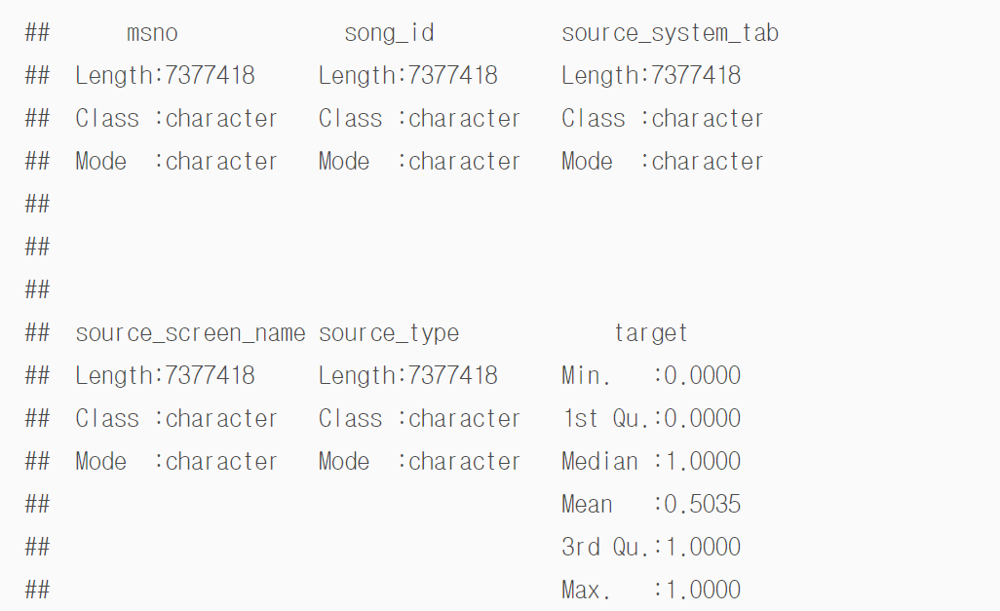 ##     msno             song_id          source_system_tab
##  Length:7377418     Length:7377418     Length:7377418
##  Class :character   Class :character   Class :character
##  Mode  :character   Mode  :character   Mode  :character
##
##
##
##  source_screen_name source_type            target
##  Length:7377418     Length:7377418     Min.   :0.0000
##  Class :character   Class :character   1st Qu.:0.0000
##  Mode  :character   Mode  :character   Median :1.0000
##                                        Mean   :0.5035
##                                        3rd Qu.:1.0000
##                                        Max.   :1.0000